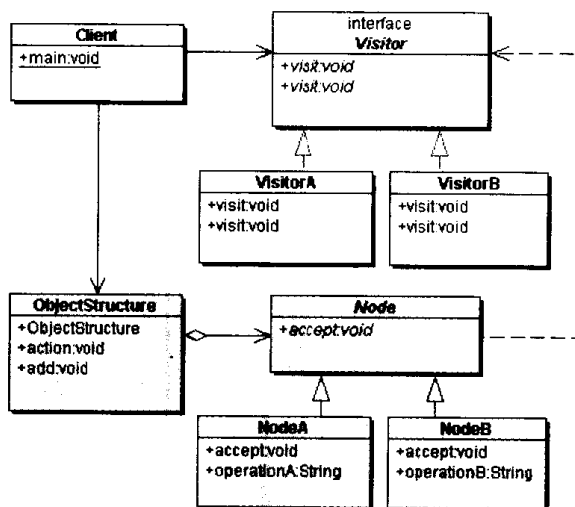 Client
+main:void
interface
Visitor
+visit:void
+visit:void
VisitorA
+visit:void
+visit:void
VisitorB
+visit:void
+visit:void
ObjectStructure
+ObjectStructure
+action:void
+add:void
Node
+accept:void
NodeA
+accept:void
+operationA:String
NodeB
+accept:void
+operationB:String